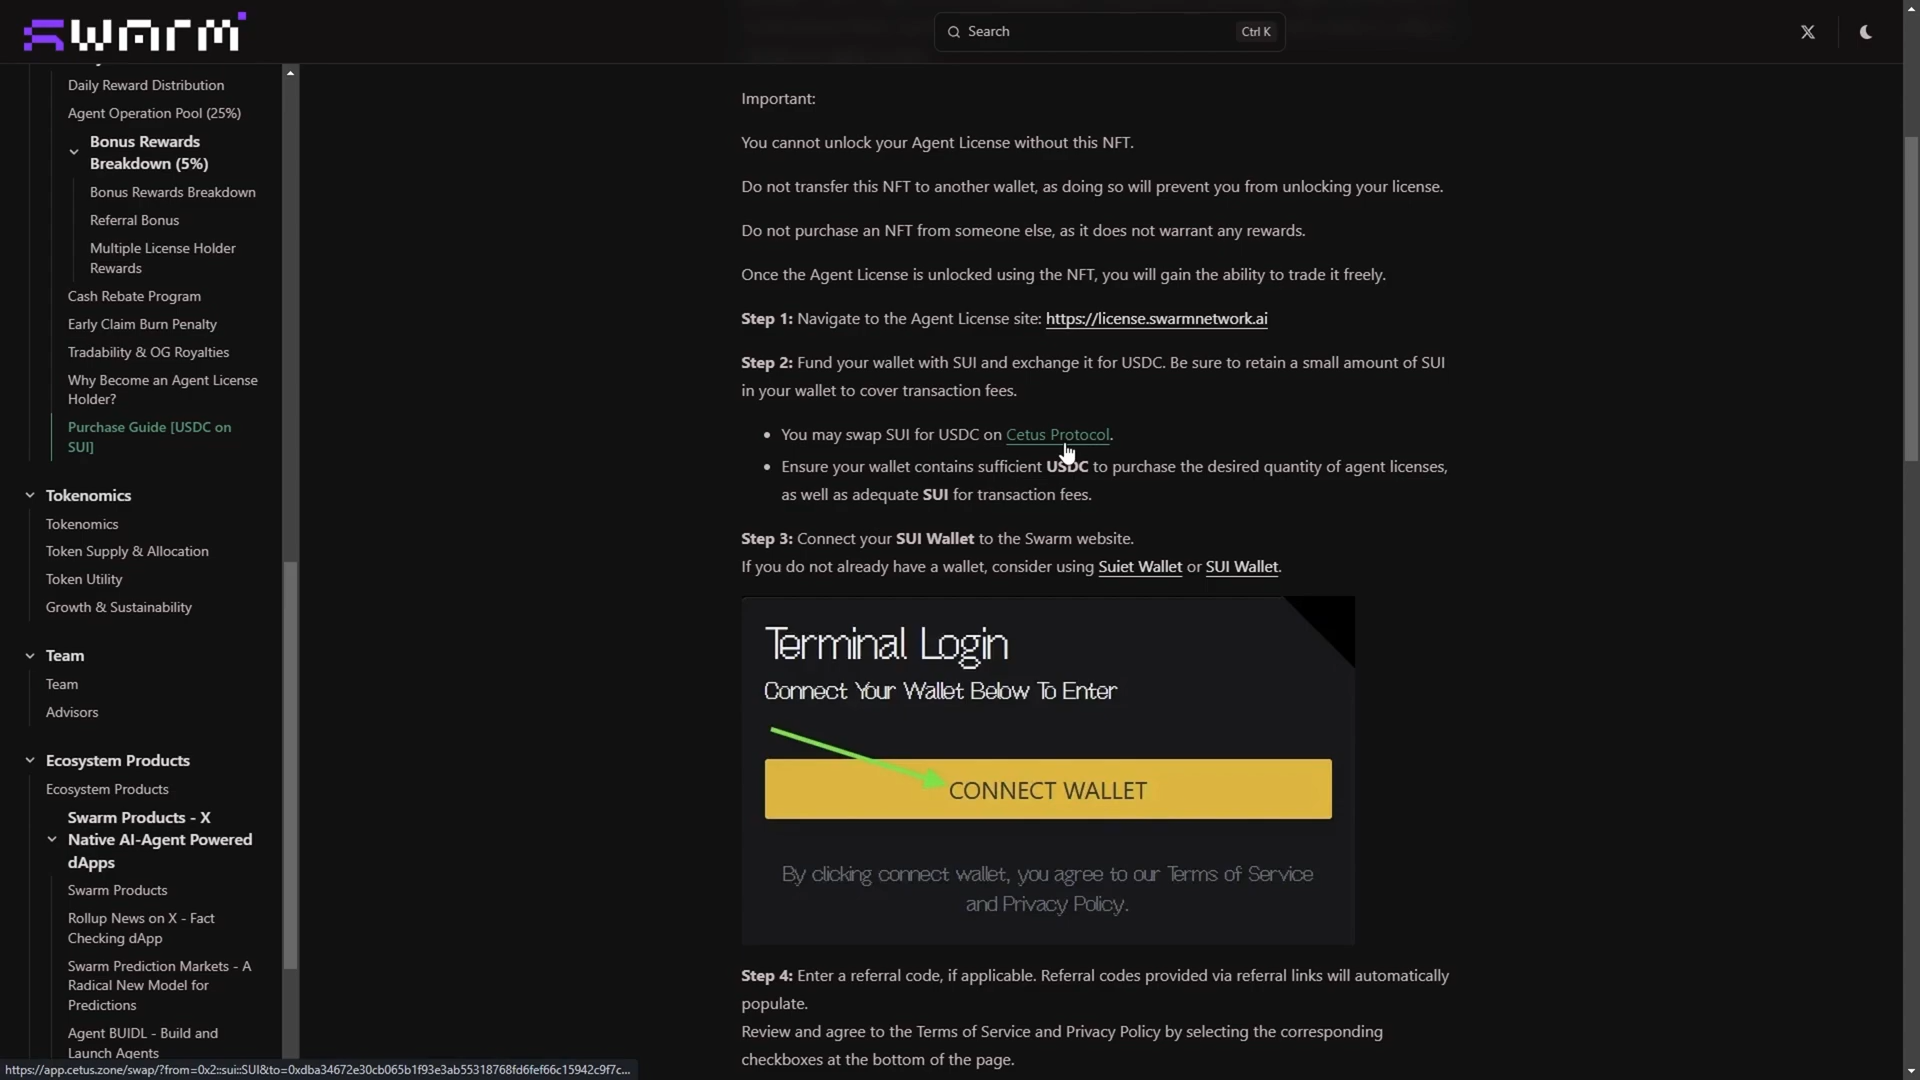 swarm
Search
Ctrl K
Daily Reward Distribution
Agent Operation Pool (25%)
Bonus Rewards
Breakdown (5%)
Bonus Rewards Breakdown
Referral Bonus
Multiple License Holder
Rewards
Cash Rebate Program
Early Claim Burn Penalty
Tradability & OG Royalties
Why Become an Agent License
Holder?
Purchase Guide [USDC on
SUI]
Tokenomics
Tokenomics
Token Supply & Allocation
Token Utility
Growth & Sustainability
Team
Team
Advisors
Ecosystem Products
Ecosystem Products
Swarm Products - X
Native AI-Agent Powered
dApps
Swarm Products
Rollup News on X - Fact
Checking dApp
Swarm Prediction Markets - A
Radical New Model for
Predictions
Agent BUIDL - Build and
Launch Agents
Important:
You cannot unlock your Agent License without this NFT.
Do not transfer this NFT to another wallet, as doing so will prevent you from unlocking your license.
Do not purchase an NFT from someone else, as it does not warrant any rewards.
Once the Agent License is unlocked using the NFT, you will gain the ability to trade it freely.
Step 1: Navigate to the Agent License site: https://license.swarmnetwork.ai
Step 2: Fund your wallet with SUI and exchange it for USDC. Be sure to retain a small amount of SUI
in your wallet to cover transaction fees.
You may swap SUI for USDC on Cetus Protocol.
Ensure your wallet contains sufficient USDC to purchase the desired quantity of agent licenses,
as well as adequate SUI for transaction fees.
Step 3: Connect your SUI Wallet to the Swarm website.
If you do not already have a wallet, consider using Suiet Wallet or SUI Wallet.
Terminal Login
Connect Your Wallet Below To Enter
CONNECT WALLET
By clicking connect wallet, you agree to our Terms of Service
and Privacy Policy.
Step 4: Enter a referral code, if applicable. Referral codes provided via referral links will automatically
populate.
Review and agree to the Terms of Service and Privacy Policy by selecting the corresponding
checkboxes at the bottom of the page.
https://app.cetus.zone/swap/?from=0x2::sui::SUI&to=0xdba34672e30cb065b1f93e3ab55318768fd6fef66c15942c9f7c...